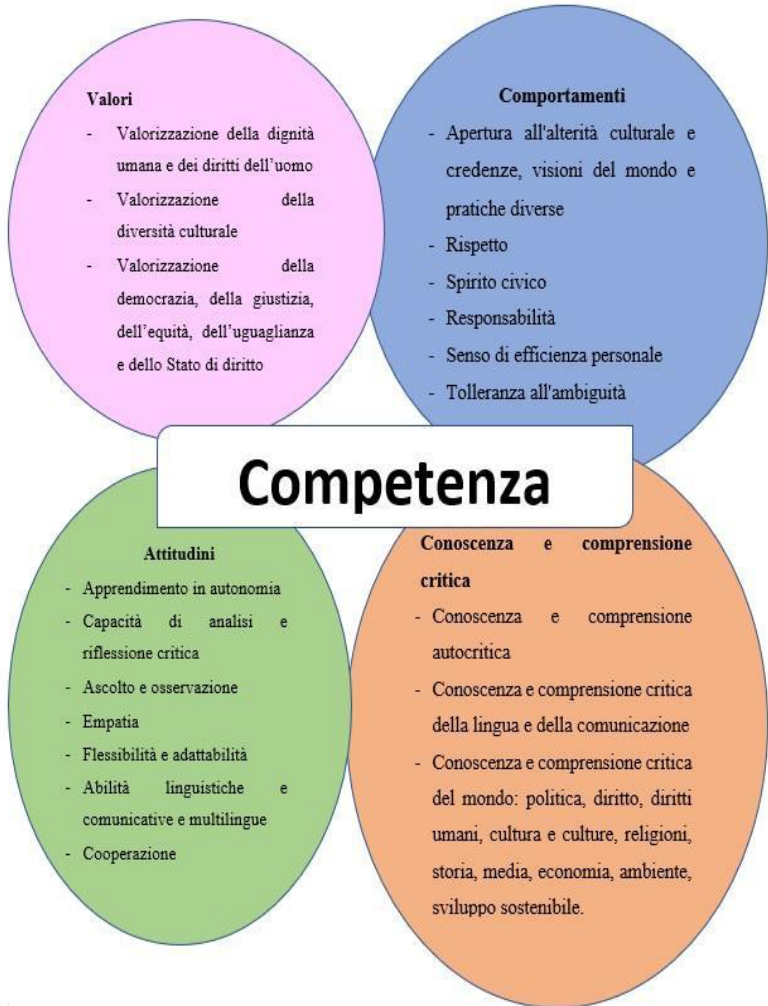 Valori
- Valorizzazione della dignità
umana e dei diritti dell’uomo
- Valorizzazione della
diversità culturale
- Valorizzazione della
democrazia, della giustizia,
dell’equità, dell’uguaglianza
e dello Stato di diritto
Comportamenti
- Apertura all'alterità culturale e
credenze, visioni del mondo e
pratiche diverse
- Rispetto
- Spirito civico
- Responsabilità
- Senso di efficienza personale
- Tolleranza all'ambiguità
Competenza
Attitudini
- Apprendimento in autonomia
- Capacità di analisi e
riflessione critica
- Ascolto e osservazione
- Empatia
- Flessibilità e adattabilità
- Abilità linguistiche e
comunicative e multilingue
- Cooperazione
Conoscenza e comprensione
critica
- Conoscenza e comprensione
autocritica
- Conoscenza e comprensione critica
della lingua e della comunicazione
- Conoscenza e comprensione critica
del mondo: politica, diritto, diritti
umani, cultura e culture, religioni,
storia, media, economia, ambiente,
sviluppo sostenibile.